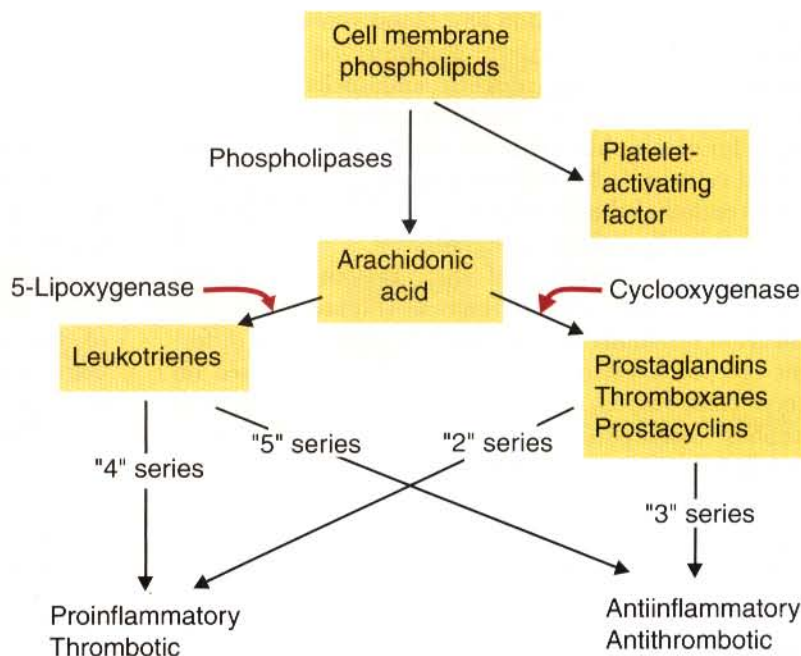 Cell membrane
phospholipids
Phospholipases
Platelet-
activating
factor
Arachidonic
acid
5-Lipoxygenase
Cyclooxygenase
Leukotrienes
Prostaglandins
Thromboxanes
Prostacyclins
"4" series
"5" series
"2" series
"3" series
Proinflammatory
Thrombotic
Antiinflammatory
Antithrombotic